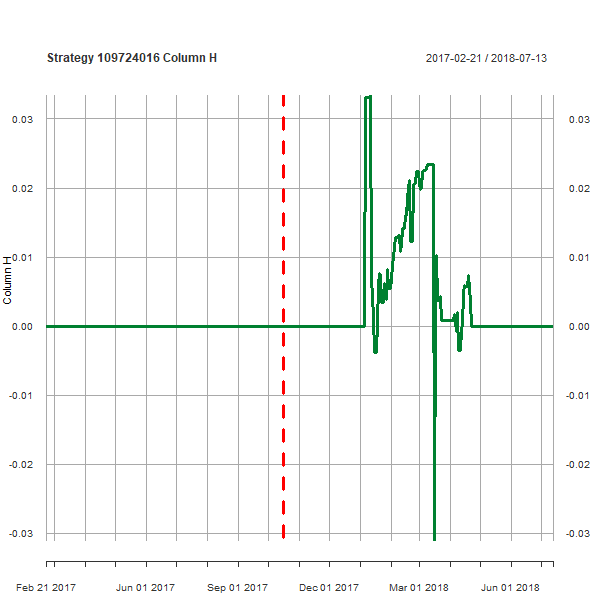 Strategy 109724016 Column H
2017-02-21 / 2018-07-13
0.03
0.03
0.02
0.02
0.01
0.01
Column H
0.00
0.00
-0.01
-0.01
-0.02
-0.02
-0.03
-0.03
Feb 21 2017
Jun 01 2017
Sep 01 2017
Dec 01 2017
Mar 01 2018
Jun 01 2018